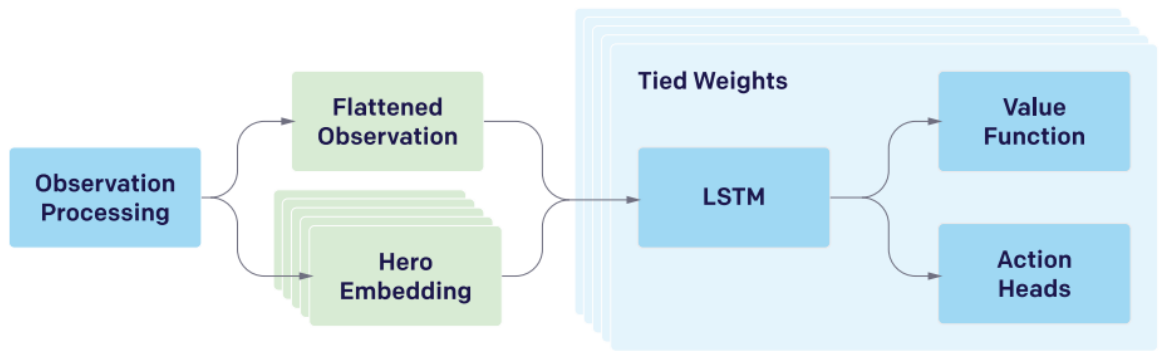 Observation
Processing
Flattened
Observation
Hero
Embedding
Tied Weights
LSTM
Value
Function
Action
Heads